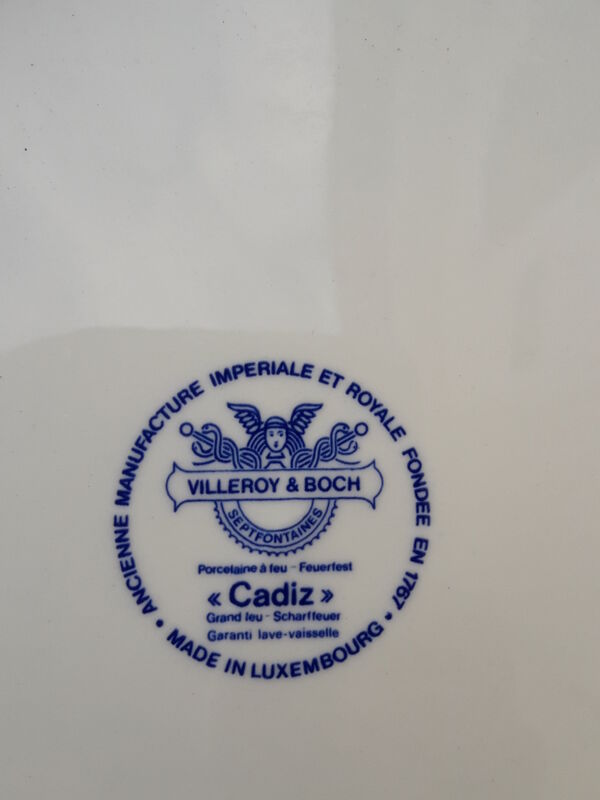 • ANCIENNE MANUFACTURE IMPERIALE ET ROYALE FONDEE EN 1767 •
VILLEROY & BOCH
SEPTFONTAINES
Porcelaine à feu - Feuerfest
« Cadiz »
Grand feu - Scharffeuer
Garanti lave-vaisselle
MADE IN LUXEMBOURG